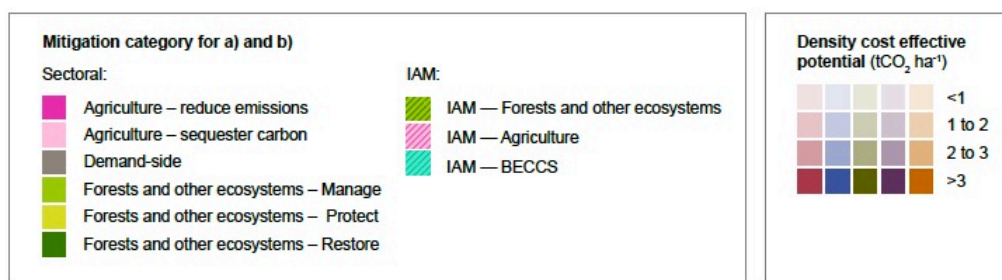 Mitigation category for a) and b)
Sectoral:
Agriculture – reduce emissions
Agriculture – sequester carbon
Demand-side
Forests and other ecosystems – Manage
Forests and other ecosystems – Protect
Forests and other ecosystems – Restore
IAM:
IAM — Forests and other ecosystems
IAM — Agriculture
IAM — BECCS
Density cost effective
potential (tCO₂ ha⁻¹)
<1
1 to 2
2 to 3
>3